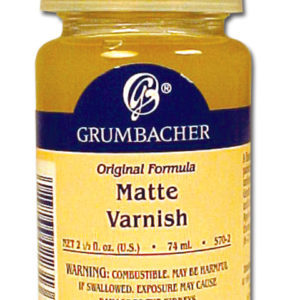 GB®
GRUMBACHER
Original Formula
Matte
Varnish
NET 2 1/2 fl. oz. (U.S.) • 74 ml. • 570-2
WARNING: COMBUSTIBLE. MAY BE HARMFUL
IF SWALLOWED. EXPOSURE MAY CAUSE